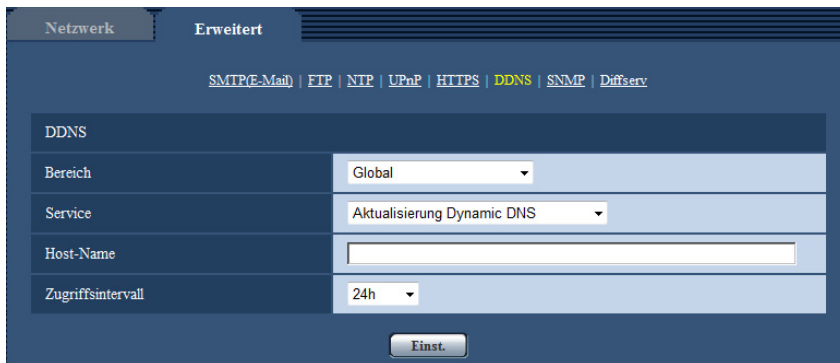 Netzwerk Erweitert
SMTP(E-Mail) | FTP | NTP | UPnP | HTTPS | DDNS | SNMP | Diffserv
DDNS
Bereich Global
Service Aktualisierung Dynamic DNS
Host-Name
Zugriffsintervall 24h
Einst.